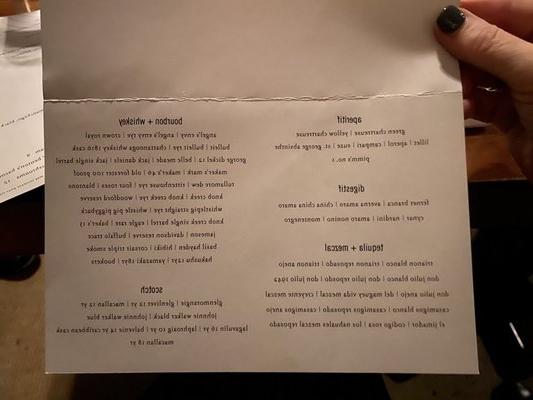 aperitif
green chartreuse | yellow chartreuse
lillet | aperol | campari | suze | st. george absinthe
pimm's no. 1
digestif
fernet branca | averna amaro | china china amaro
cynar | nardini | amaro nonino | montenegro
tequila + mezcal
trianon blanco | trianon reposado | trianon anejo
don julio blanco | don julio reposado | don julio 1942
don julio anejo | del maguey vida mezcal | creyente mezcal
casamigos blanco | casamigos reposado | casamigos anejo
el jimador | codigo rosa | los nahuales mezcal reposado
bourbon + whiskey
angel's envy | angel's envy rye | crown royal
bulleit | bulleit rye | chattanooga whiskey 1816 cask
george dickel 12 | belle meade | jack daniels | jack single barrel
maker's mark | maker's 46 | old forester 100 proof
tullamore dew | rittenhouse rye | four roses | blantons
knob creek | knob creek rye | woodford reserve
whistlepig straight rye | whistle pig piggyback
knob creek single barrel | eagle rare | baker's 13
jameson | davidson reserve | buffalo trace
basil hayden | hibiki | corsair triple smoke
hakushu 12yr | yamazaki 18yr | bookers
scotch
glenmorangie | glenlivet 12 | macallan 12 yr
johnnie walker black | johnnie walker blue
lagavulin 16 yr | laphroaig 10 yr | balvenie 14 yr caribbean cask
macallan 18 yr